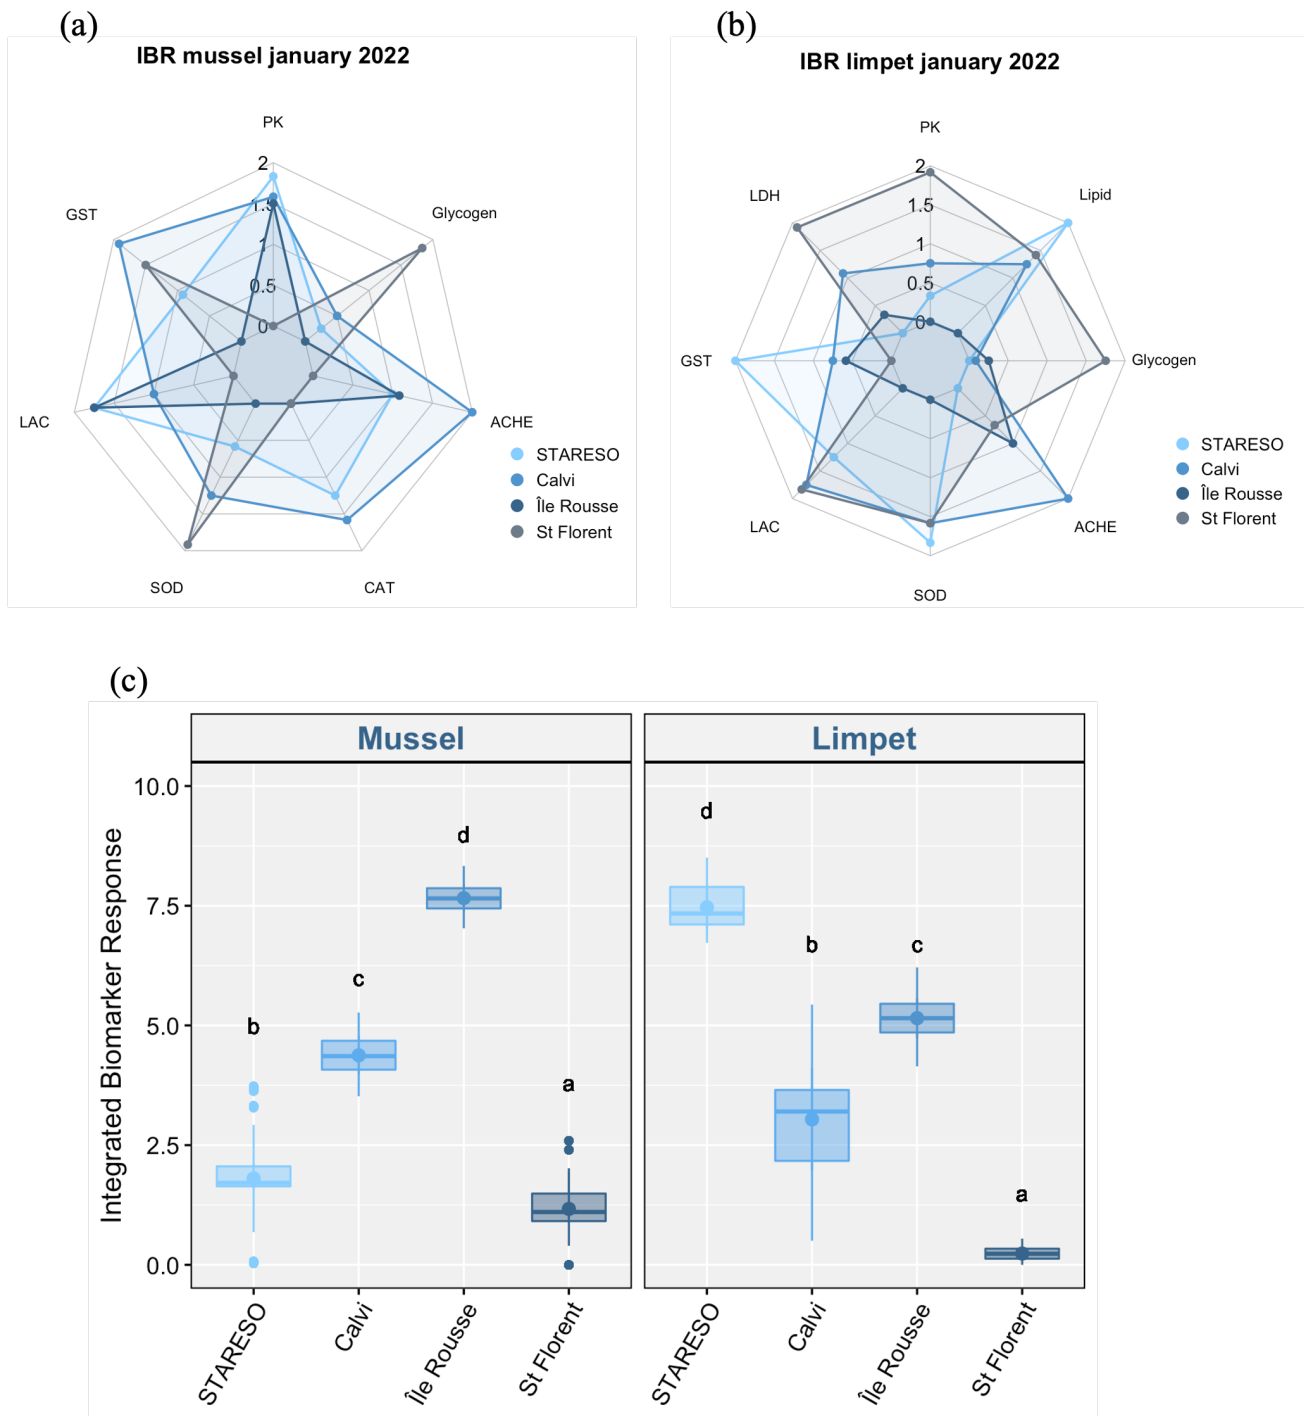 (a)
IBR mussel january 2022
PK
2
1.5
1
0.5
0
Glycogen
GST
ACHE
LAC
SOD
CAT
STARESO
Calvi
Île Rousse
St Florent
(b)
IBR limpet january 2022
PK
2
1.5
1
0.5
0
LDH
Lipid
GST
Glycogen
LAC
ACHE
SOD
STARESO
Calvi
Île Rousse
St Florent
(c)
Mussel
Limpet
Integrated Biomarker Response
10.0
7.5
5.0
2.5
0.0
b
c
d
a
d
b
c
a
STARESO
Calvi
Île Rousse
St Florent
STARESO
Calvi
Île Rousse
St Florent